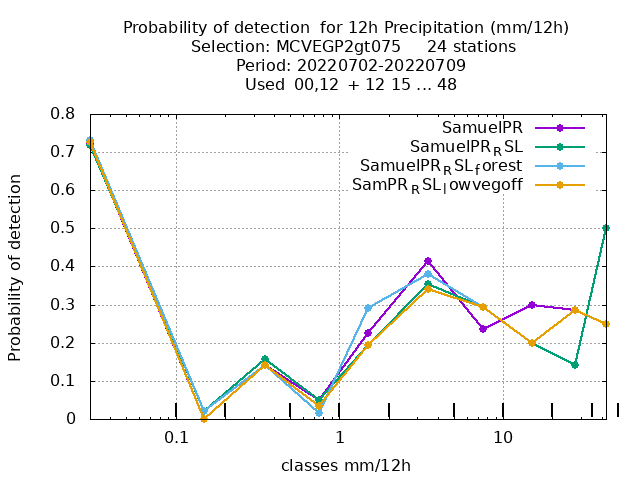 Probability of detection for 12h Precipitation (mm/12h)
Selection: MCVEGP2gt075 24 stations
Period: 20220702-20220709
Used 00,12 + 12 15 ... 48
SamuelPR
SamuelPR_RSL
SamuelPR_RSL_forest
SamPR_RSL_lowvegoff
Probability of detection
0.8
0.7
0.6
0.5
0.4
0.3
0.2
0.1
0
0.1 1 10
classes mm/12h